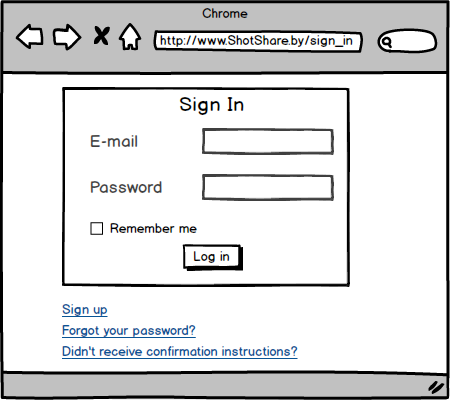 Chrome
http://www.ShotShare.by/sign_in
Sign In
E-mail
Password
Remember me
Log in
Sign up
Forgot your password?
Didn't receive confirmation instructions?